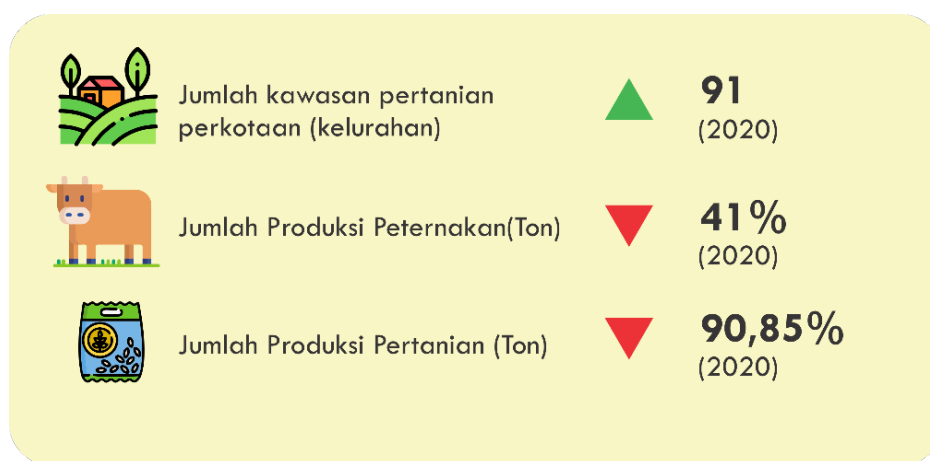 Jumlah kawasan pertanian
perkotaan (kelurahan)
91
(2020)
Jumlah Produksi Peternakan(Ton)
41%
(2020)
Jumlah Produksi Pertanian (Ton)
90,85%
(2020)